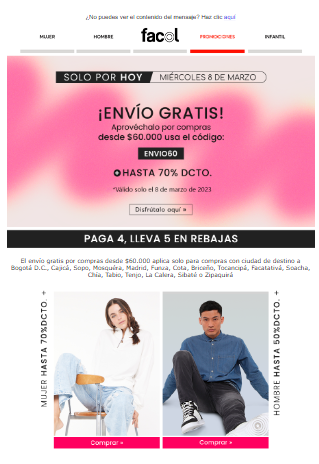 ¿No puedes ver el contenido del mensaje? Haz clic aquí
MUJER HOMBRE facol PROMOCIONES INFANTIL
SOLO POR HOY MIÉRCOLES 8 DE MARZO
¡ENVÍO GRATIS!
Aprovéchalo por compras
desde $60.000 usa el código:
ENVIO60
+HASTA 70% DCTO.
*Válido solo el 8 de marzo de 2023
Disfrútalo aquí »
PAGA 4, LLEVA 5 EN REBAJAS
El envío gratis por compras desde $60.000 aplica solo para compras con ciudad de destino a
Bogotá D.C., Cajicá, Sopo, Mosquera, Madrid, Funza, Cota, Briceño, Tocancipá, Facatativá, Soacha,
Chía, Tabio, Tenjo, La Calera, Sibaté o Zipaquirá
MUJER HASTA 70%DCTO. +
HOMBRE HASTA 50%DCTO. +
Comprar »
Comprar »